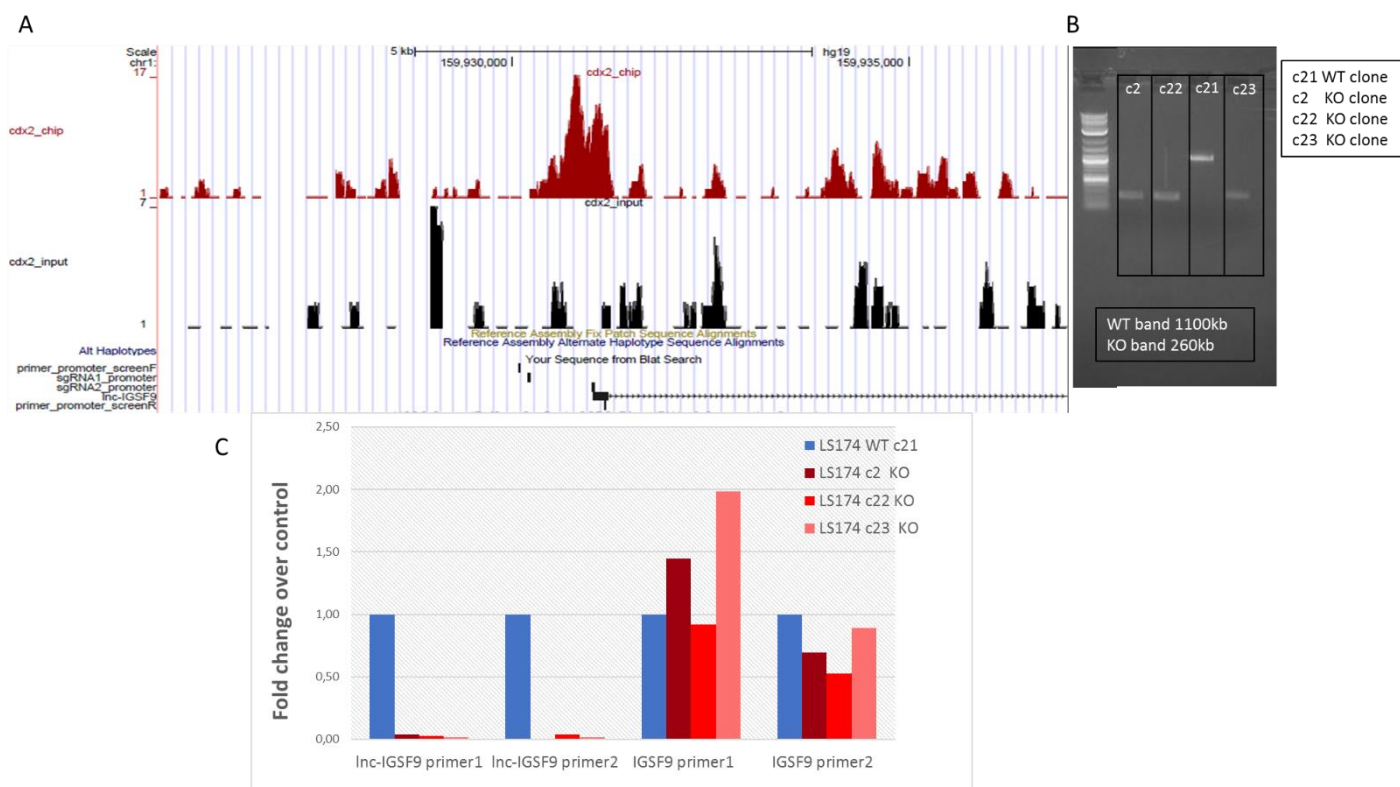 A
Scale
5 kb
hg19
chr1:
159,930,000
159,935,000
17
cdx2_chip
cdx2_chip
1
7
cdx2_input
cdx2_input
1
Reference Assembly Fix Patch Sequence Alignments
Alt Haplotypes
Reference Assembly Alternate Haplotype Sequence Alignments
Your Sequence from Blat Search
primer_promoter_screenF
sgRNA1_promoter
sgRNA2_promoter
lnc-IGSF9
primer_promoter_screenR
B
c2 c22 c21 c23
WT band 1100kb
KO band 260kb
c21 WT clone
c2 KO clone
c22 KO clone
c23 KO clone
C
Fold change over control
2,50
2,00
1,50
1,00
0,50
0,00
LS174 WT c21
LS174 c2 KO
LS174 c22 KO
LS174 c23 KO
lnc-IGSF9 primer1
lnc-IGSF9 primer2
IGSF9 primer1
IGSF9 primer2